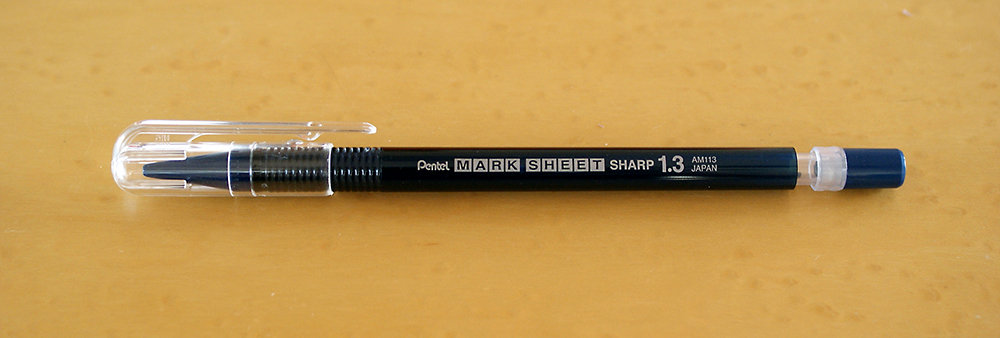 Pentel MARK SHEET SHARP 1.3 AM113
JAPAN